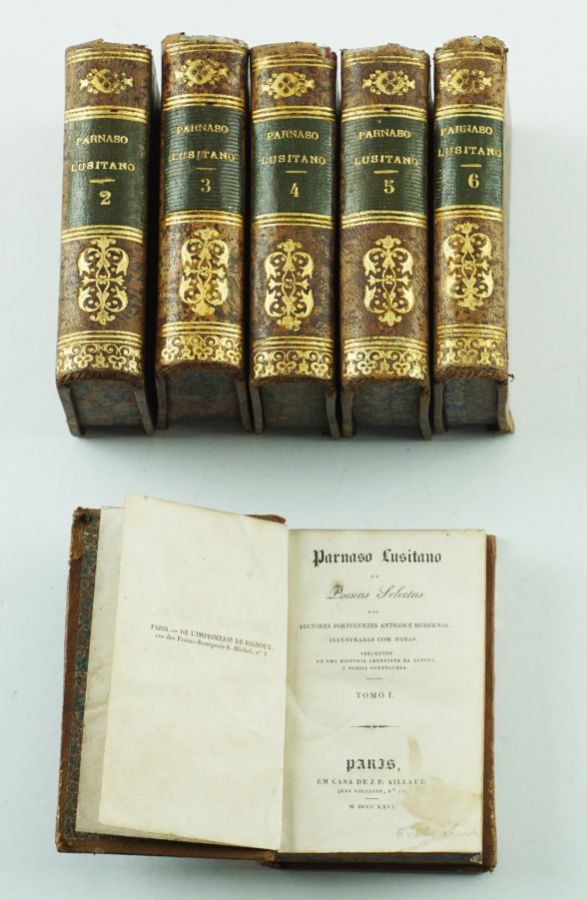 PARNASO
LUSITANO
2
PARNASO
LUSITANO
3
PARNASO
LUSITANO
4
PARNASO
LUSITANO
5
PARNASO
LUSITANO
6
PARIS. — DE L'IMPRIMERIE DE RIGNOUX,
rue des Francs-Bourgeois-S.-Michel, nº 8.
Parnaso Lusitano
OU
Poesias Selectas
DOS
AUCTORES PORTUGUEZES ANTIGOS E MODERNOS,
ILLUSTRADAS COM NOTAS.
PRECEDIDO
DE UMA HISTORIA ABREVIADA DA LINGUA
E POESIA PORTUGUEZA.
TOMO I.
PARIS,
EM CASA DE J. P. AILLAUD,
QUAI VOLTAIRE, Nº
M DCCC XXVI.